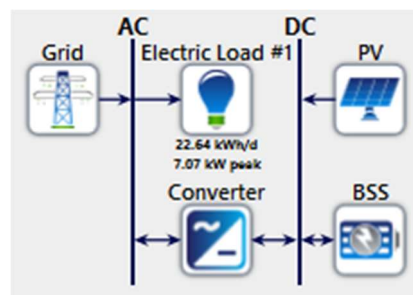 AC DC
Grid Electric Load #1 PV
22.64 kWh/d
7.07 kW peak
Converter BSS